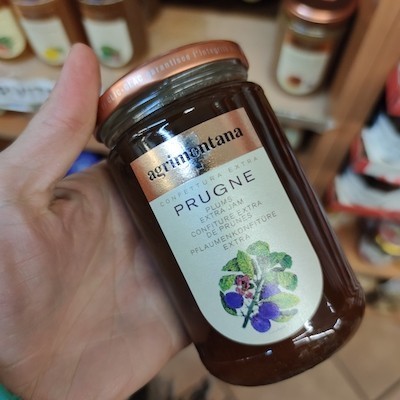 agrimontana
CONFETTURA EXTRA
PRUGNE
PLUMS
EXTRA JAM
CONFITURE EXTRA
DE PRUNES
PFLAUMENKONFITÜRE
EXTRA